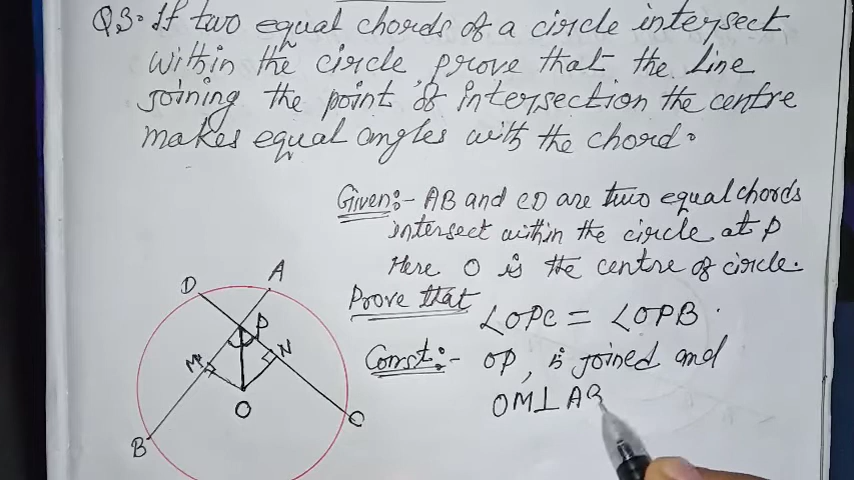 Q3. If two equal chords of a circle intersect
within the circle, prove that the Line
joining the point of intersection the centre
makes equal angles with the chord.
Given:- AB and CD are two equal chords
intersect within the circle at P
Here O is the centre of circle.
Prove that
∠OPC = ∠OPB.
Const:- OP, is joined and
OM⊥AB
D A
P
M N
O
C
B